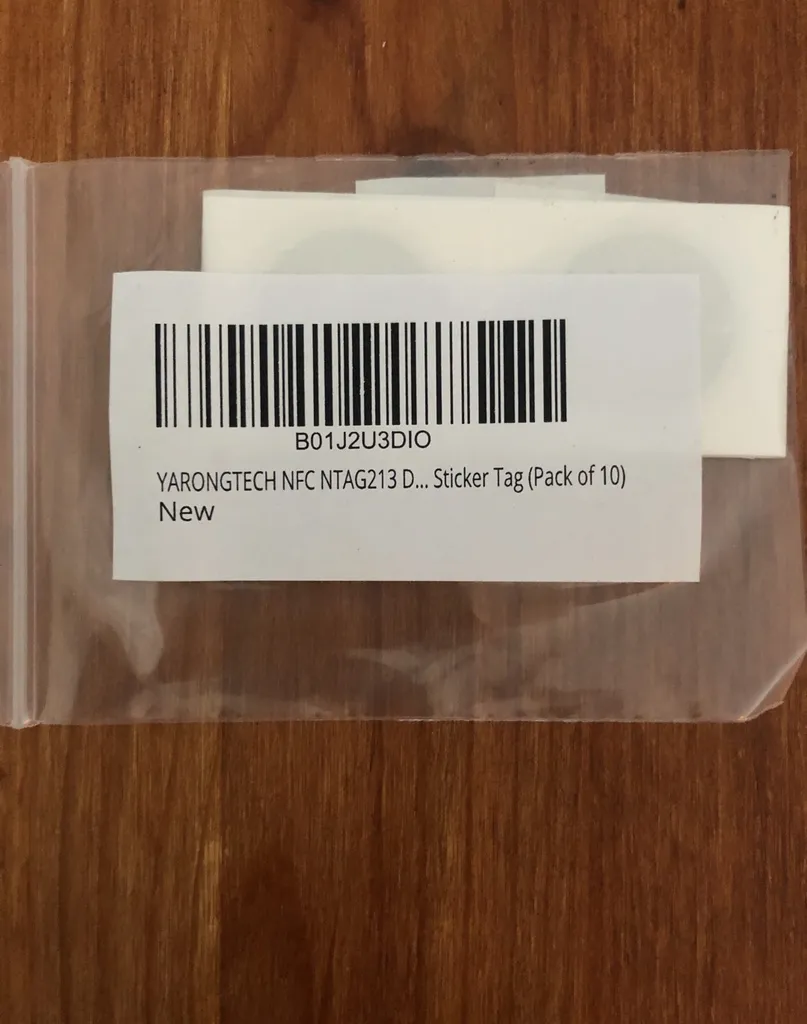 B01J2U3DIO
YARONGTECH NFC NTAG213 D... Sticker Tag (Pack of 10)
New